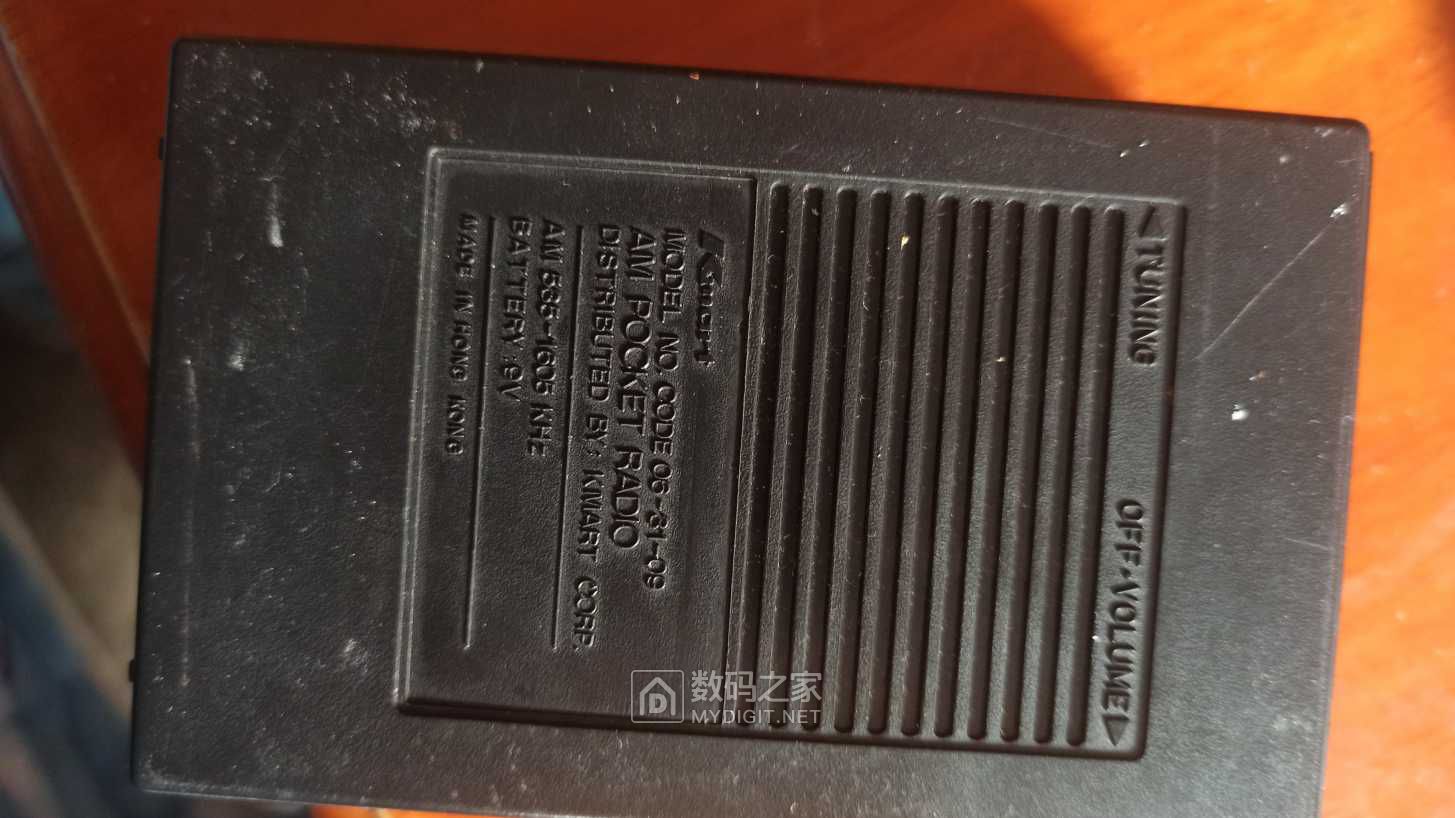 ◀TUNING OFF•VOLUME▶
Kmart
MODEL NO. CODE 06-31-09
AM POCKET RADIO
DISTRIBUTED BY: KMART CORP.
AM 535-1605 KHZ
BATTERY: 9V
MADE IN HONG KONG
数码之家
MYDIGIT.NET